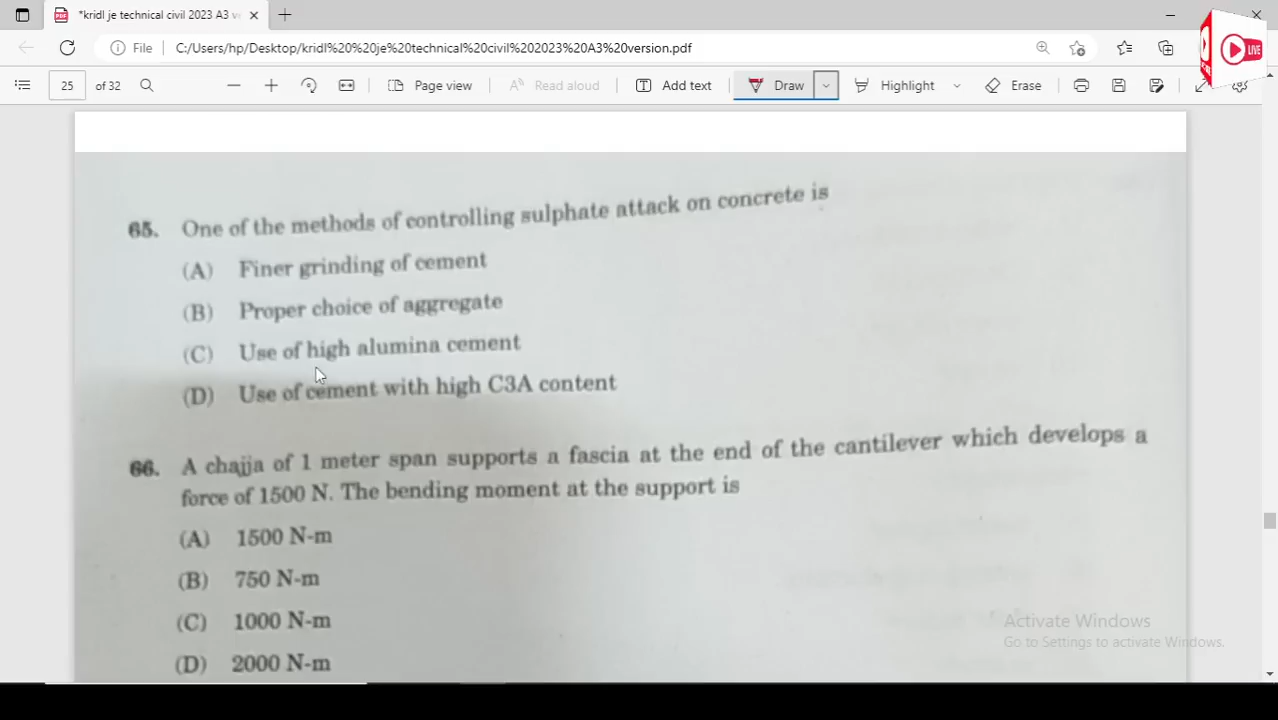 *kridl je technical civil 2023 A3 ve
File
C:/Users/hp/Desktop/kridl%20%20je%20technical%20civil%202023%20A3%20version.pdf
25 of 32
Page view
Read aloud
Add text
Draw
Highlight
Erase
LIVE
65. One of the methods of controlling sulphate attack on concrete is
(A) Finer grinding of cement
(B) Proper choice of aggregate
(C) Use of high alumina cement
(D) Use of cement with high C3A content
66. A chajja of 1 meter span supports a fascia at the end of the cantilever which develops a
force of 1500 N. The bending moment at the support is
(A) 1500 N-m
(B) 750 N-m
(C) 1000 N-m
(D) 2000 N-m
Activate Windows
Go to Settings to activate Windows.